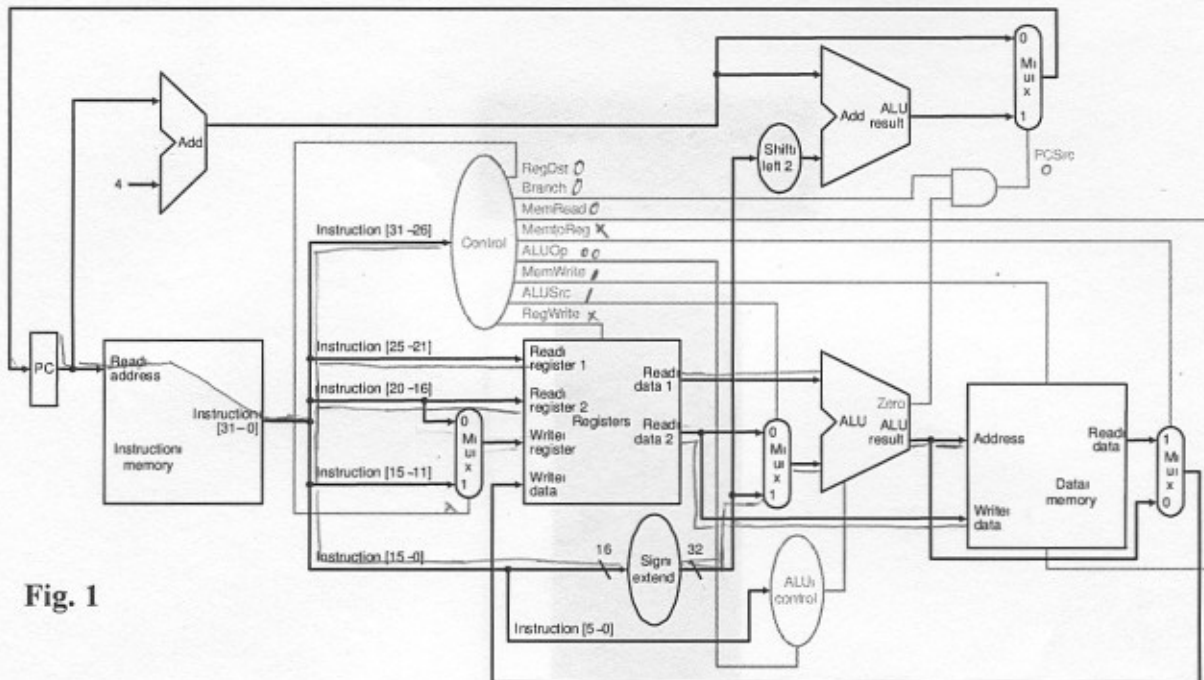 0
M
u
x
1
Add
ALU
result
Add
4
Shift
left 2
PCSrc
0
RegDst 0
Branch 0
MemRead 0
MemtoReg x
ALUOp 00
MemWrite 1
ALUSrc 1
RegWrite x
Control
Instruction [31–26]
Instruction [25–21]
Instruction [20–16]
Instruction [15–11]
Instruction [15–0]
Instruction [5–0]
PC
Read
address
Instruction
[31–0]
Instruction
memory
0
M
u
x
1
x
Read
register 1
Read
register 2
Write
register
Write
data
Registers
Read
data 1
Read
data 2
0
M
u
x
1
Zero
ALU
ALU
result
Address
Read
data
Data
memory
Write
data
1
M
u
x
0
16
Sign
extend
32
ALU
control
Fig. 1